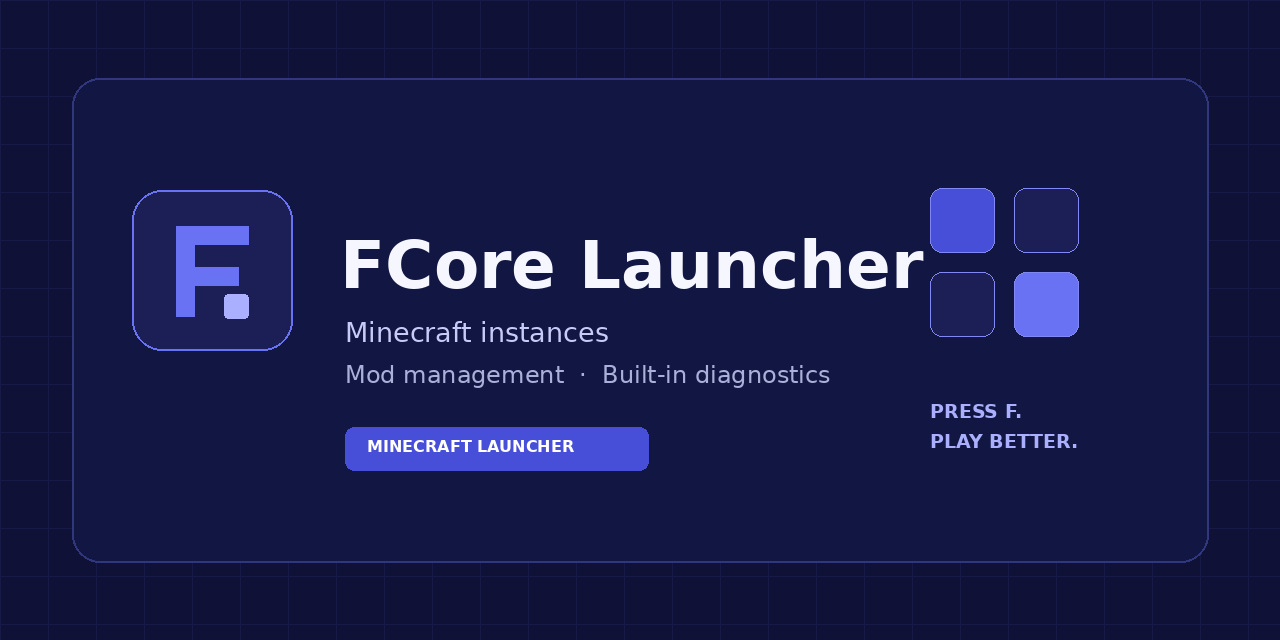 F
FCore Launcher
Minecraft instances
Mod management · Built-in diagnostics
MINECRAFT LAUNCHER
PRESS F.
PLAY BETTER.